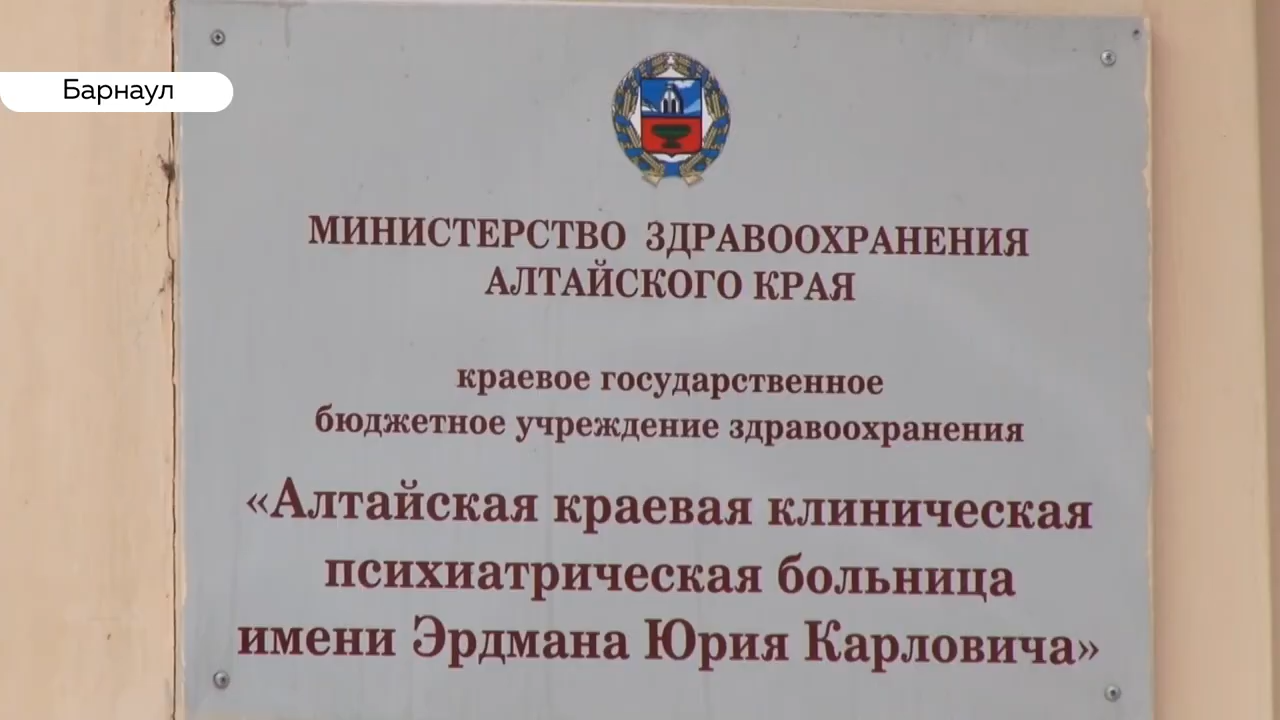 Барнаул
МИНИСТЕРСТВО ЗДРАВООХРАНЕНИЯ
АЛТАЙСКОГО КРАЯ
краевое государственное
бюджетное учреждение здравоохранения
«Алтайская краевая клиническая
психиатрическая больница
имени Эрдмана Юрия Карловича»